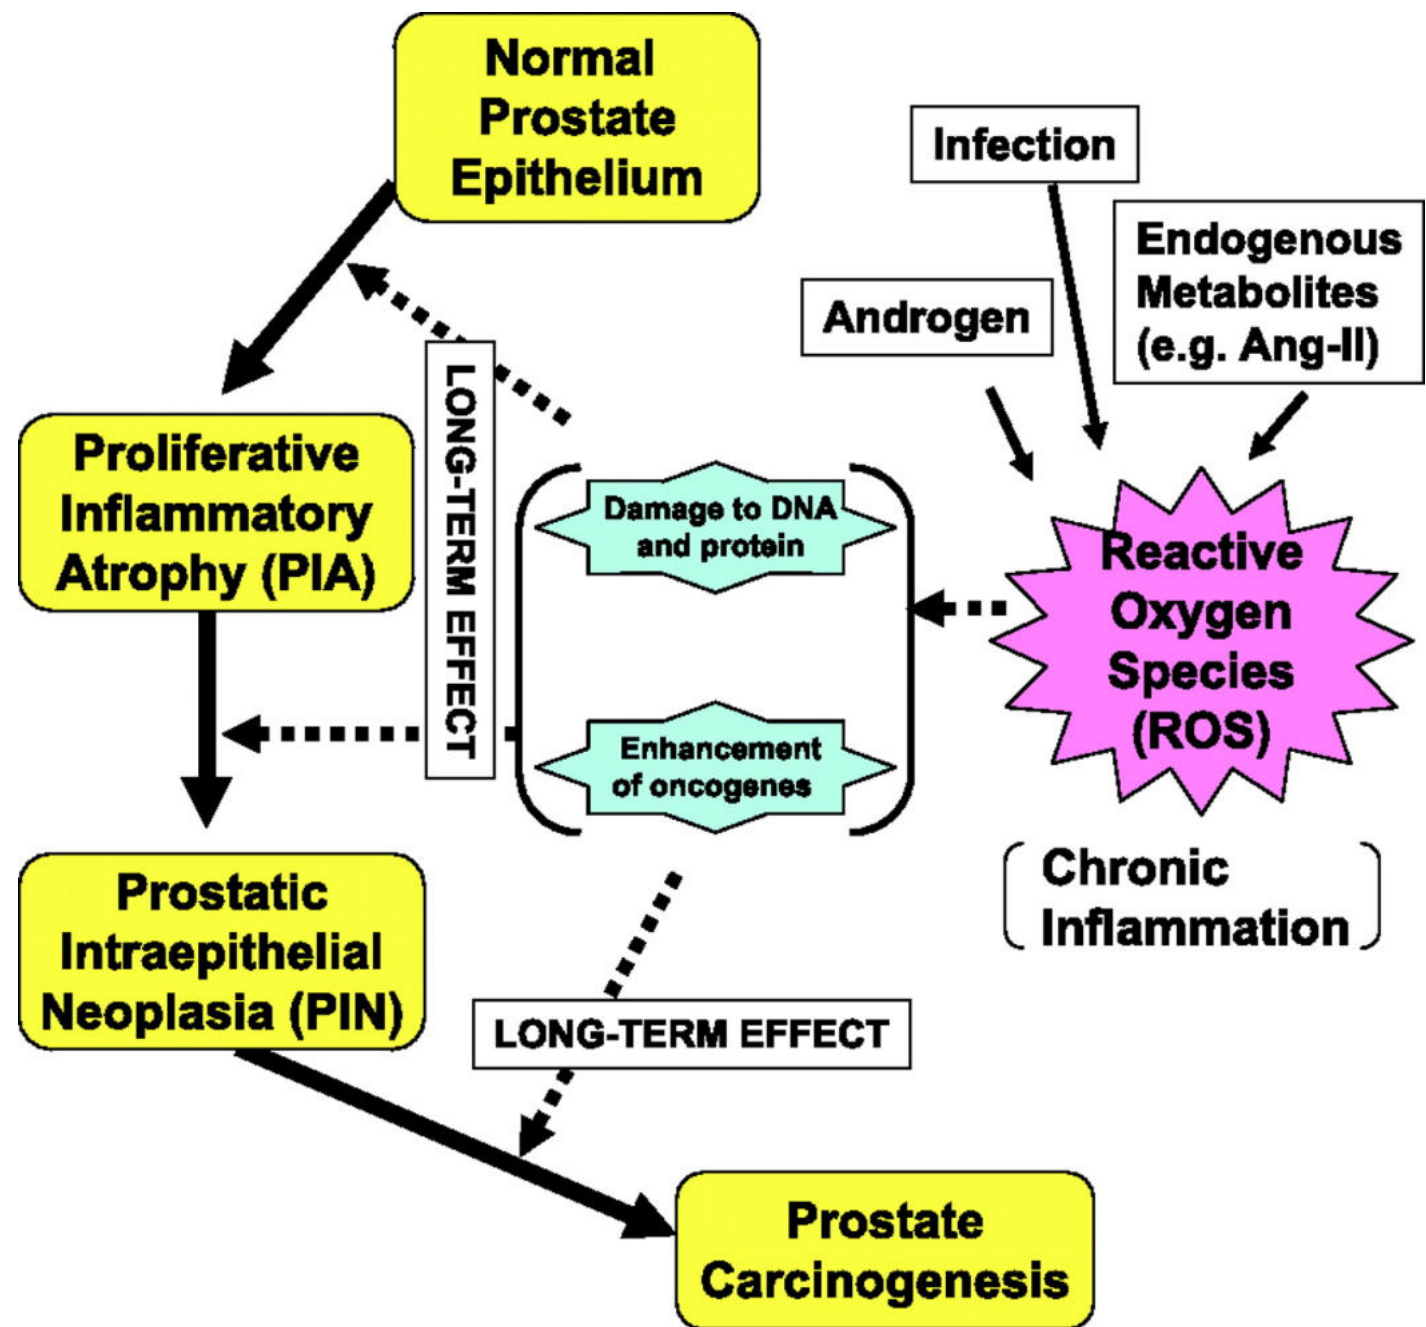 Normal
Prostate
Epithelium
Infection
Endogenous
Metabolites
(e.g. Ang-II)
Androgen
LONG-TERM EFFECT
Proliferative
Inflammatory
Atrophy (PIA)
Damage to DNA
and protein
Reactive
Oxygen
Species
(ROS)
Enhancement
of oncogenes
Chronic
Inflammation
Prostatic
Intraepithelial
Neoplasia (PIN)
LONG-TERM EFFECT
Prostate
Carcinogenesis